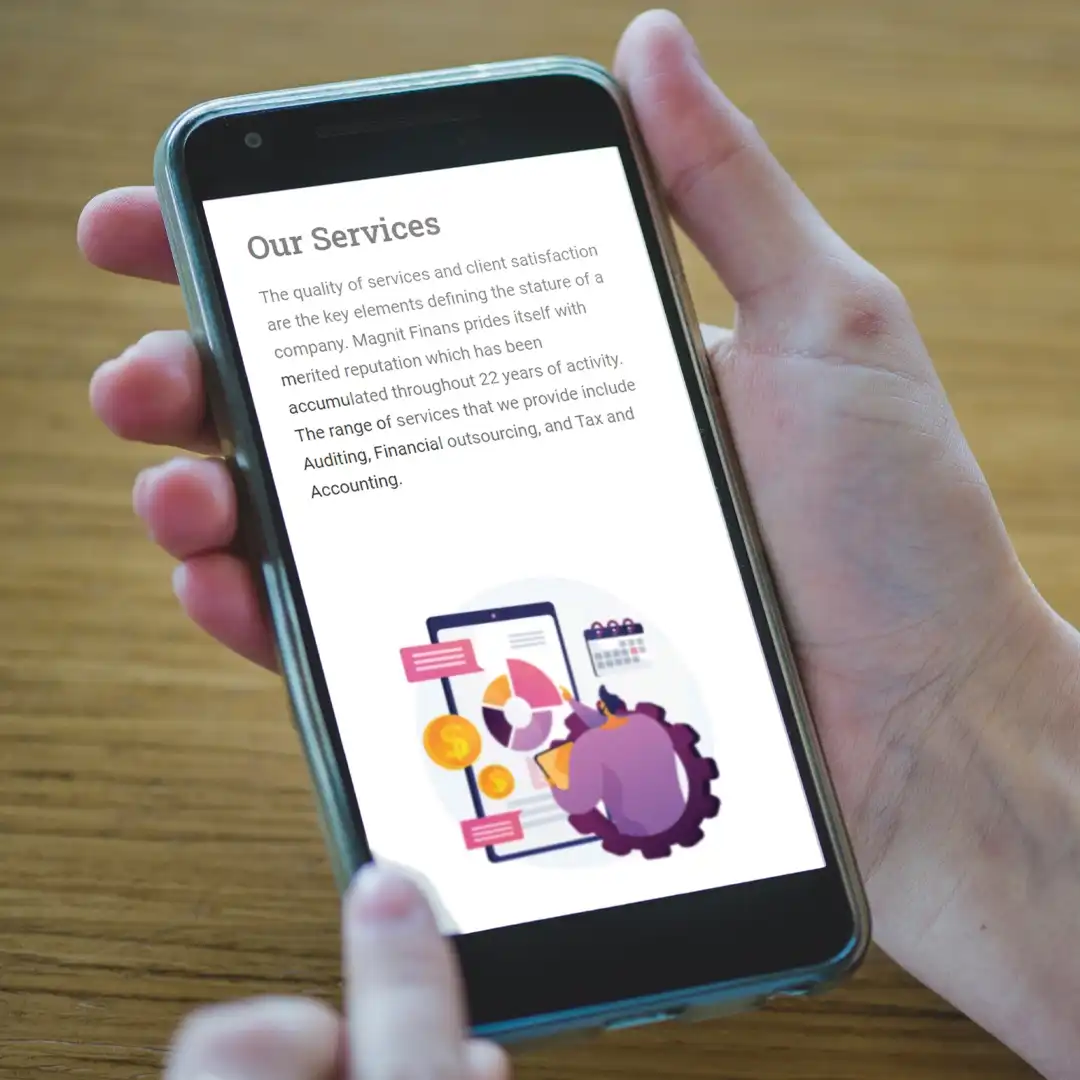 Our Services
The quality of services and client satisfaction
are the key elements defining the stature of a
company. Magnit Finans prides itself with
merited reputation which has been
accumulated throughout 22 years of activity.
The range of services that we provide include
Auditing, Financial outsourcing, and Tax and
Accounting.